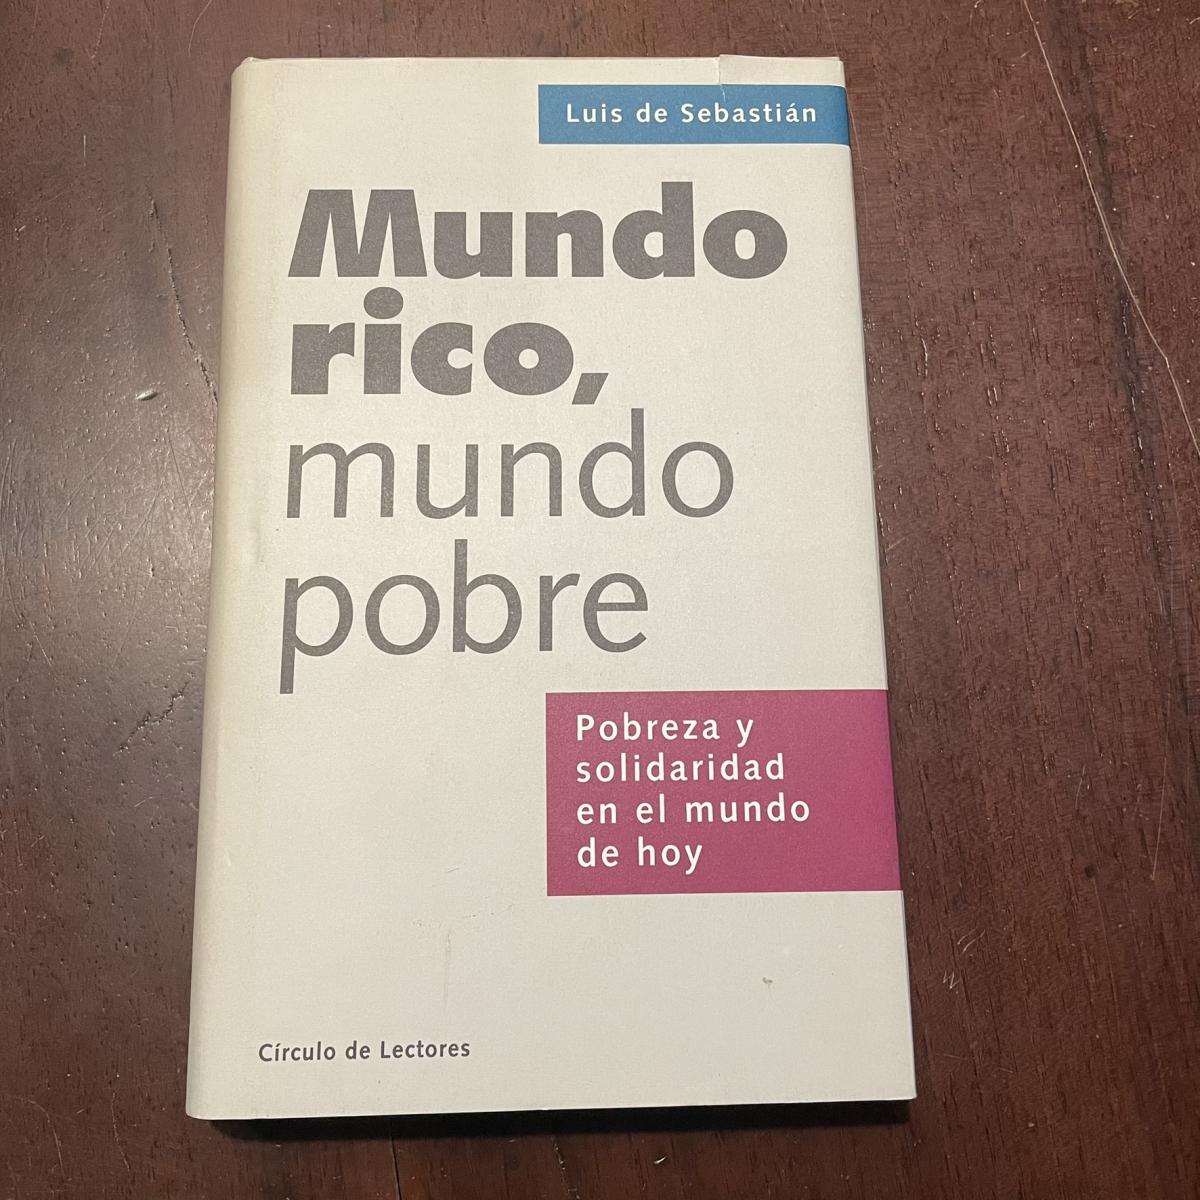 Luis de Sebastián
Mundo
rico,
mundo
pobre
Pobreza y
solidaridad
en el mundo
de hoy
Círculo de Lectores